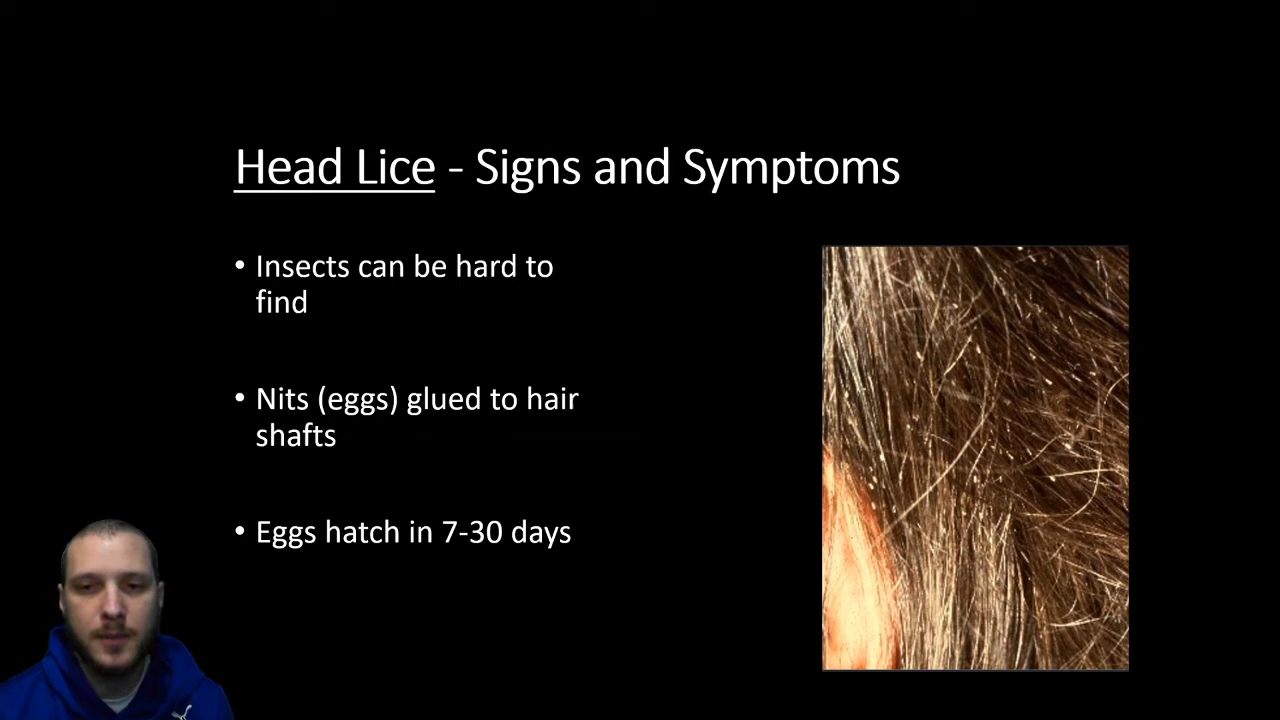 Head Lice - Signs and Symptoms
• Insects can be hard to
find
• Nits (eggs) glued to hair
shafts
• Eggs hatch in 7-30 days